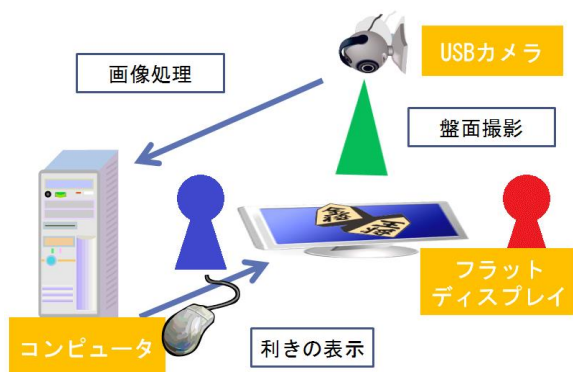 USBカメラ
画像処理
盤面撮影
フラット
ディスプレイ
コンピュータ
利きの表示